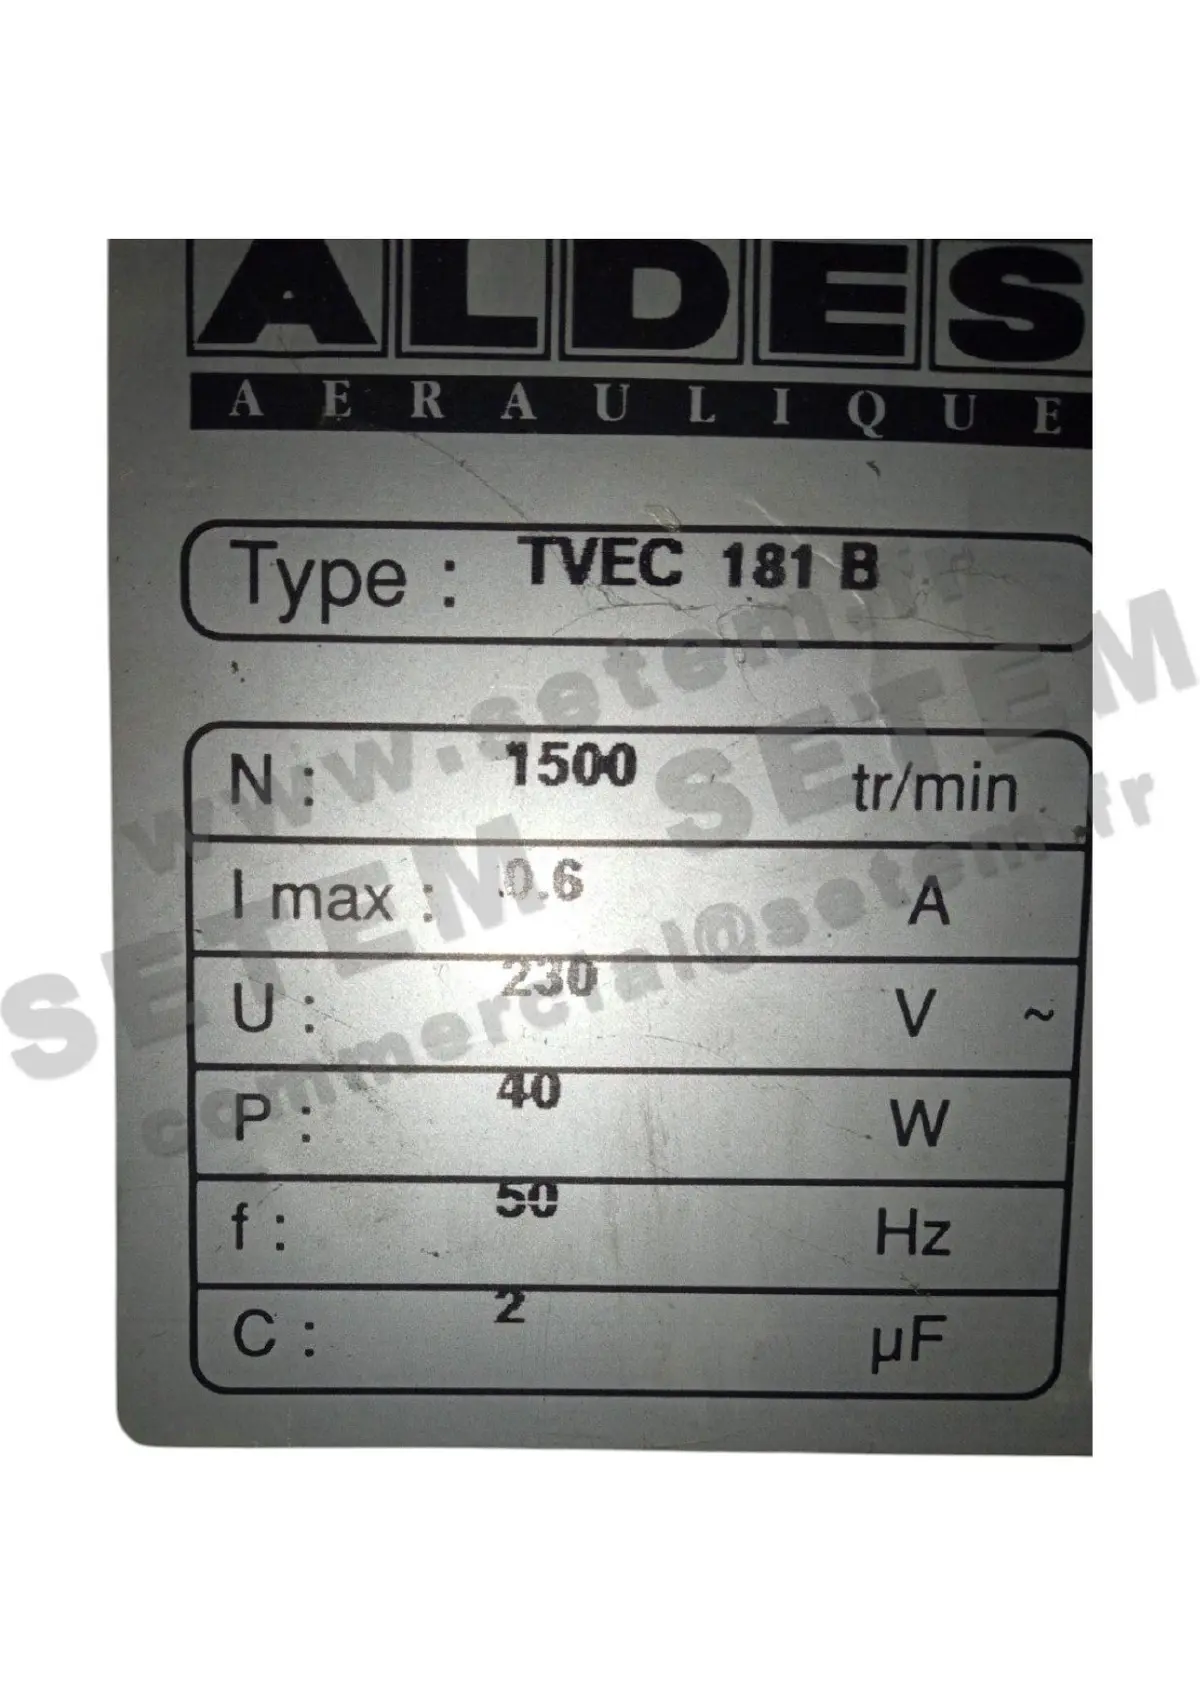 ALDES
AERAULIQUE
Type : TVEC 181 B
N : 1500 tr/min
I max : 0.6 A
U : 230 V ~
P : 40 W
f : 50 Hz
C : 2 µF
www.setem.fr
SETEM SETEM
commercial@setem.fr